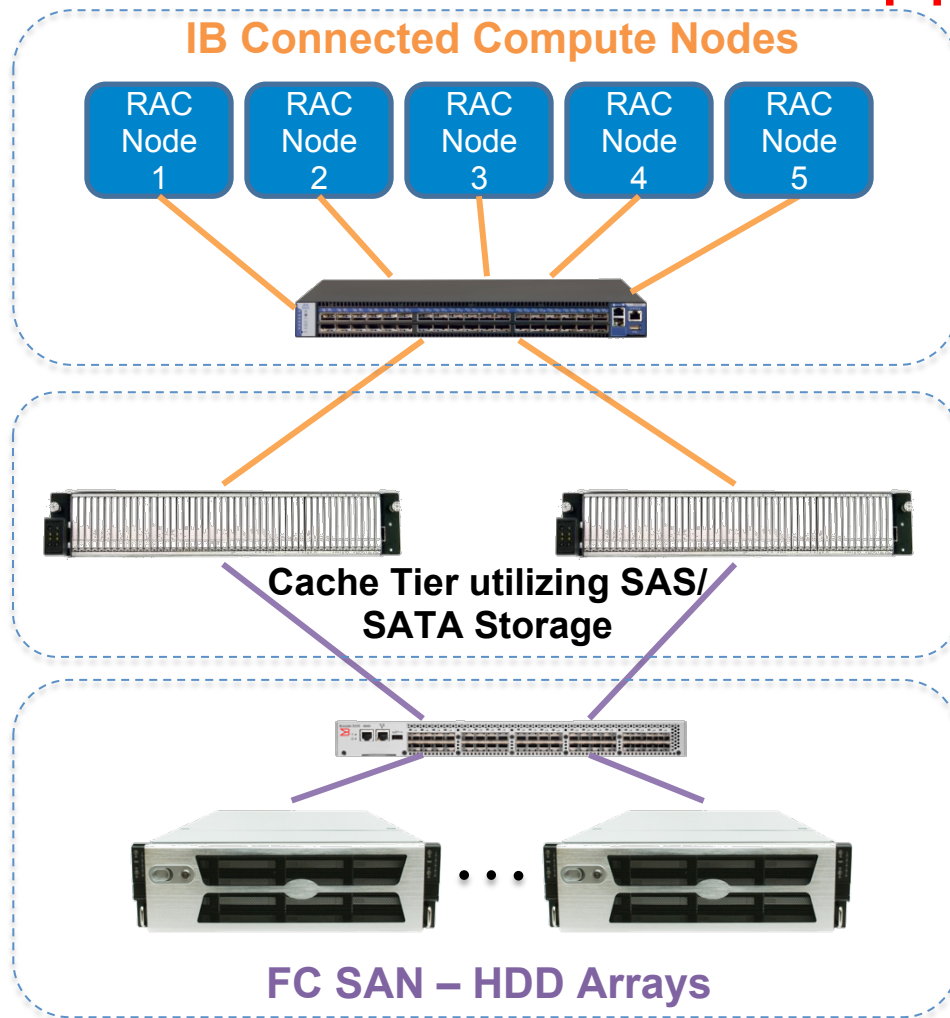 IB Connected Compute Nodes
RAC
Node
1
RAC
Node
2
RAC
Node
3
RAC
Node
4
RAC
Node
5
Cache Tier utilizing SAS/
SATA Storage
. . .
FC SAN – HDD Arrays